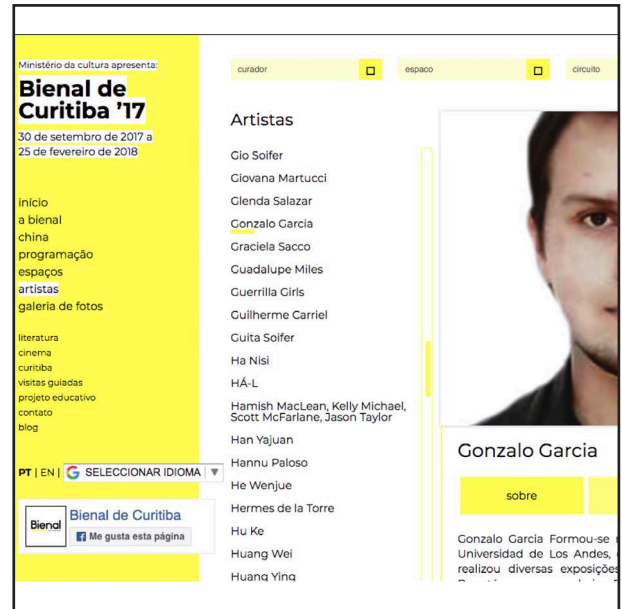 Ministério da cultura apresenta:
Bienal de
Curitiba ’17
30 de setembro de 2017 a
25 de fevereiro de 2018
início
a bienal
china
programação
espaços
artistas
galeria de fotos
literatura
cinema
curitiba
visitas guiadas
projeto educativo
contato
blog
PT | EN | G SELECCIONAR IDIOMA ▼
Bienal
Bienal de Curitiba
Me gusta esta página
curador
espaco
circuito
Artistas
Gio Soifer
Giovana Martucci
Glenda Salazar
Gonzalo Garcia
Graciela Sacco
Guadalupe Miles
Guerrilla Girls
Guilherme Carriel
Guita Soifer
Ha Nisi
HÁ-L
Hamish MacLean, Kelly Michael,
Scott McFarlane, Jason Taylor
Han Yajuan
Hannu Paloso
He Wenjue
Hermes de la Torre
Hu Ke
Huang Wei
Huang Ying
Gonzalo Garcia
sobre
Gonzalo Garcia Formou-se
Universidad de Los Andes,
realizou diversas exposições